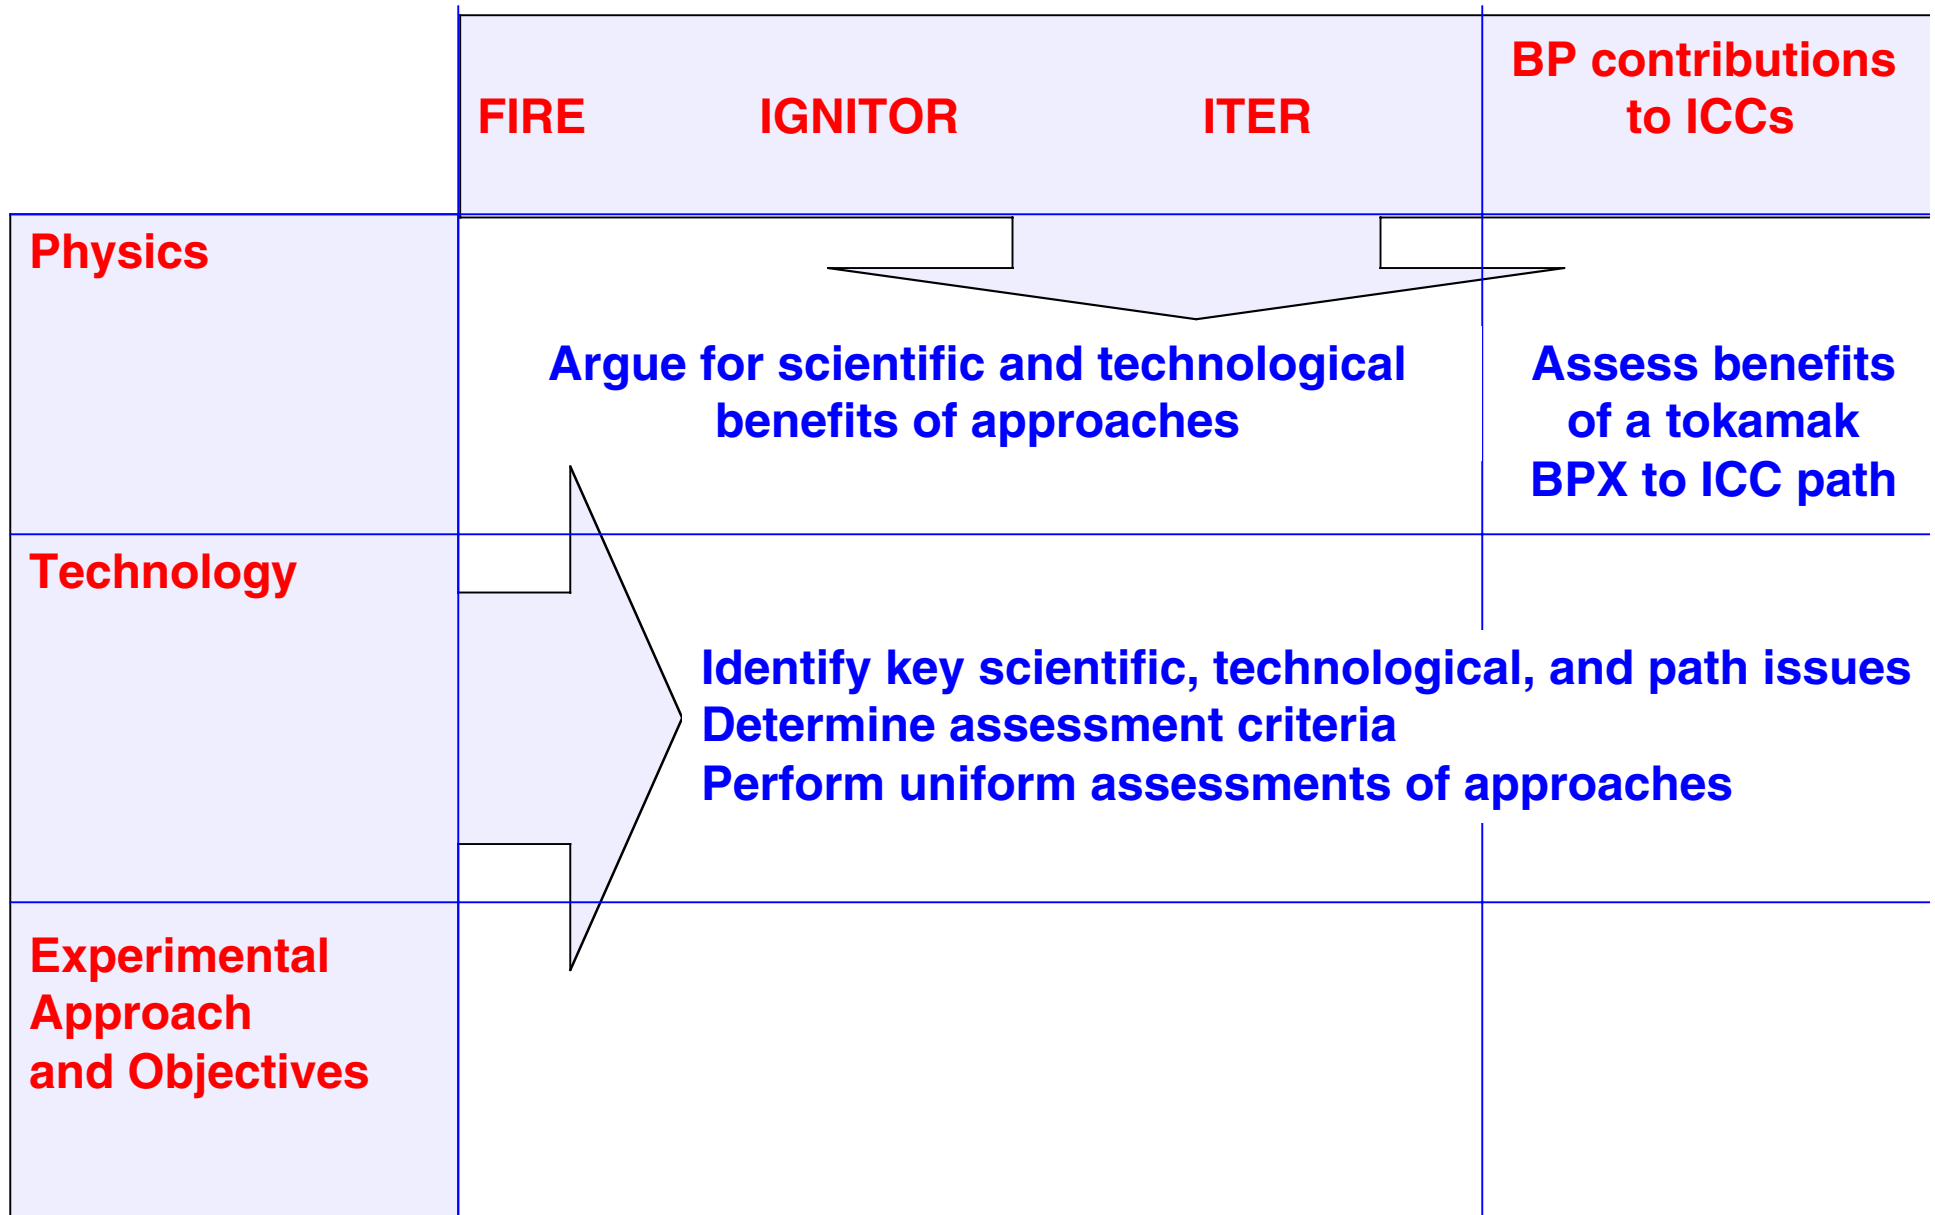 FIRE IGNITOR ITER
BP contributions
to ICCs
Physics
Argue for scientific and technological
benefits of approaches
Assess benefits
of a tokamak
BPX to ICC path
Technology
Identify key scientific, technological, and path issues
Determine assessment criteria
Perform uniform assessments of approaches
Experimental
Approach
and Objectives